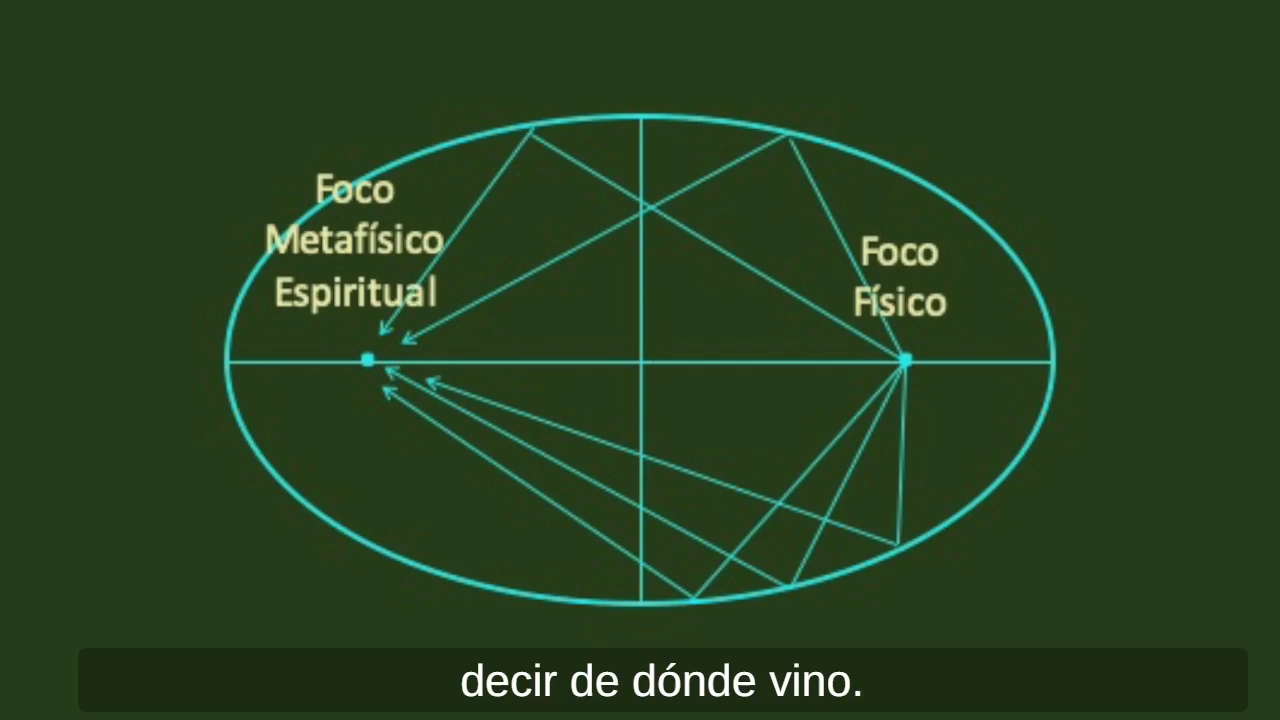 Foco
Metafísico
Espiritual
Foco
Físico
decir de dónde vino.